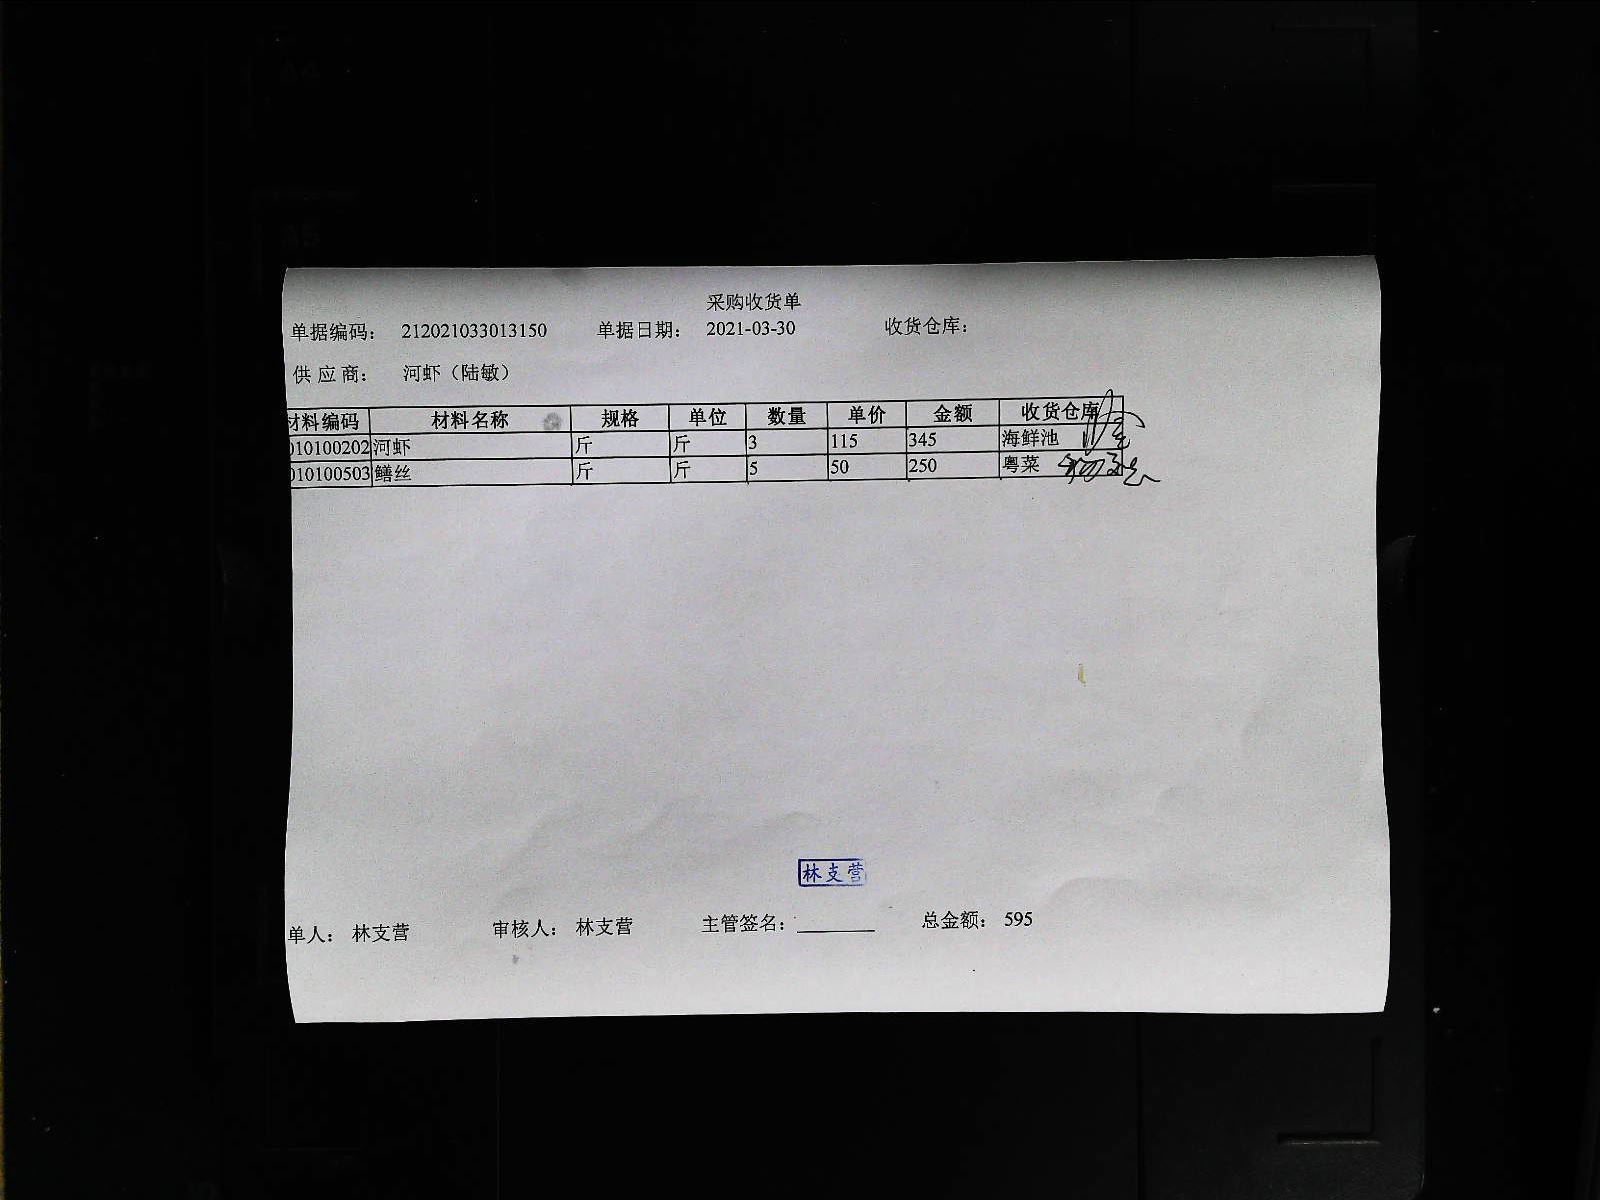 采购收货单
单据编码： 212021033013150 单据日期： 2021-03-30 收货仓库：
供应商： 河虾（陆敏）
材料编码 材料名称 规格 单位 数量 单价 金额 收货仓库
010100202 河虾 斤 斤 3 115 345 海鲜池
010100503 鳝丝 斤 斤 5 50 250 粤菜
林支营
单人： 林支营 审核人： 林支营 主管签名： 总金额： 595